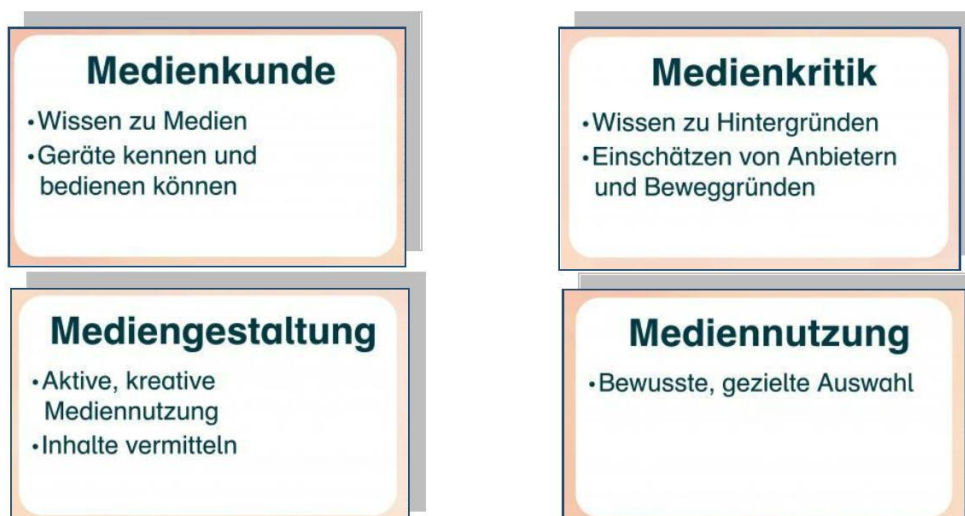 Medienkunde
•Wissen zu Medien
•Geräte kennen und
bedienen können
Medienkritik
•Wissen zu Hintergründen
•Einschätzen von Anbietern
und Beweggründen
Mediengestaltung
•Aktive, kreative
Mediennutzung
•Inhalte vermitteln
Mediennutzung
•Bewusste, gezielte Auswahl